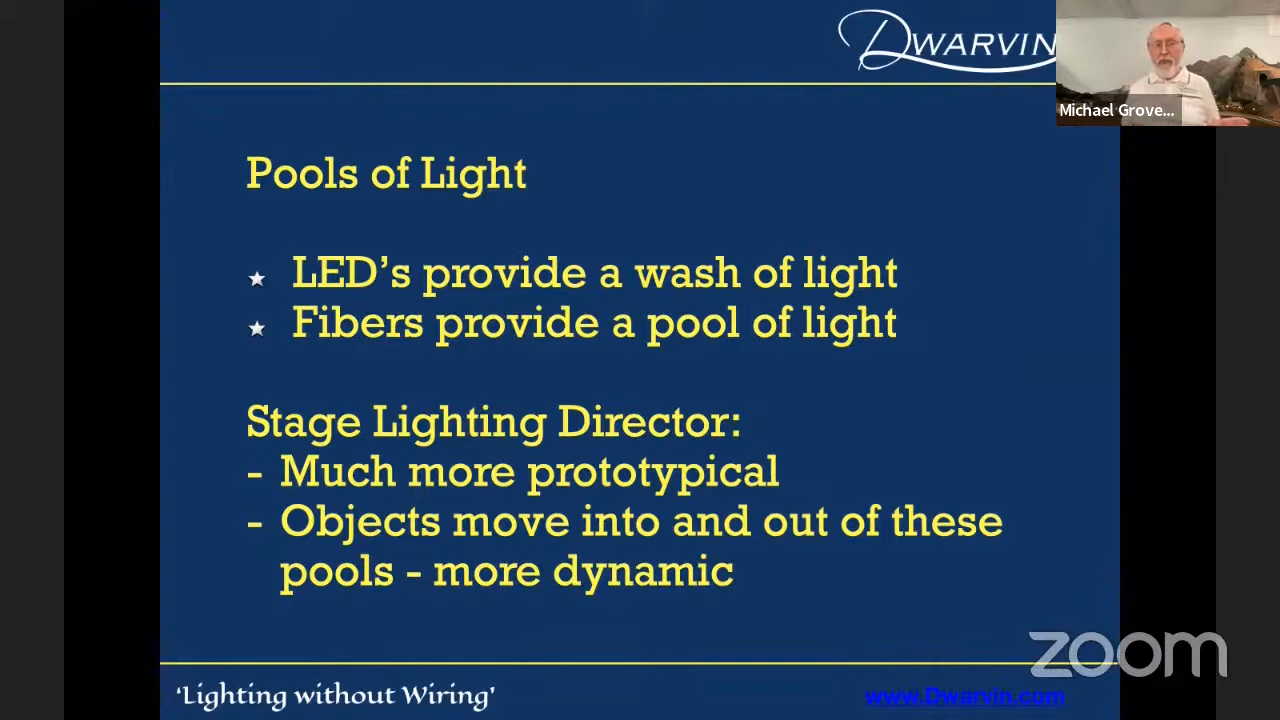 DWARVIN
Michael Grove...
Pools of Light
LED's provide a wash of light
Fibers provide a pool of light
Stage Lighting Director:
- Much more prototypical
- Objects move into and out of these
pools - more dynamic
zoom
'Lighting without Wiring'
www.Dwarvin.com